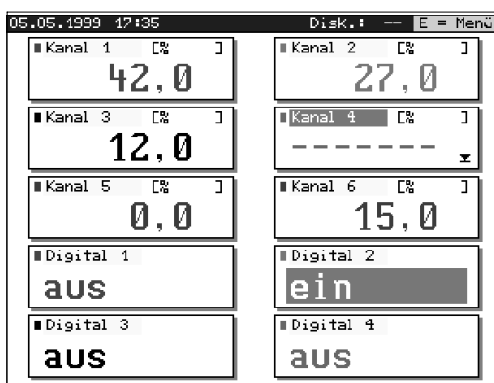 05.05.1999 17:35 Disk.: -- E = Menü
Kanal 1 [% ] Kanal 2 [% ]
42,0 27,0
Kanal 3 [% ] Kanal 4 [% ]
12,0 -------
Kanal 5 [% ] Kanal 6 [% ]
0,0 15,0
Digital 1 Digital 2
aus ein
Digital 3 Digital 4
aus aus